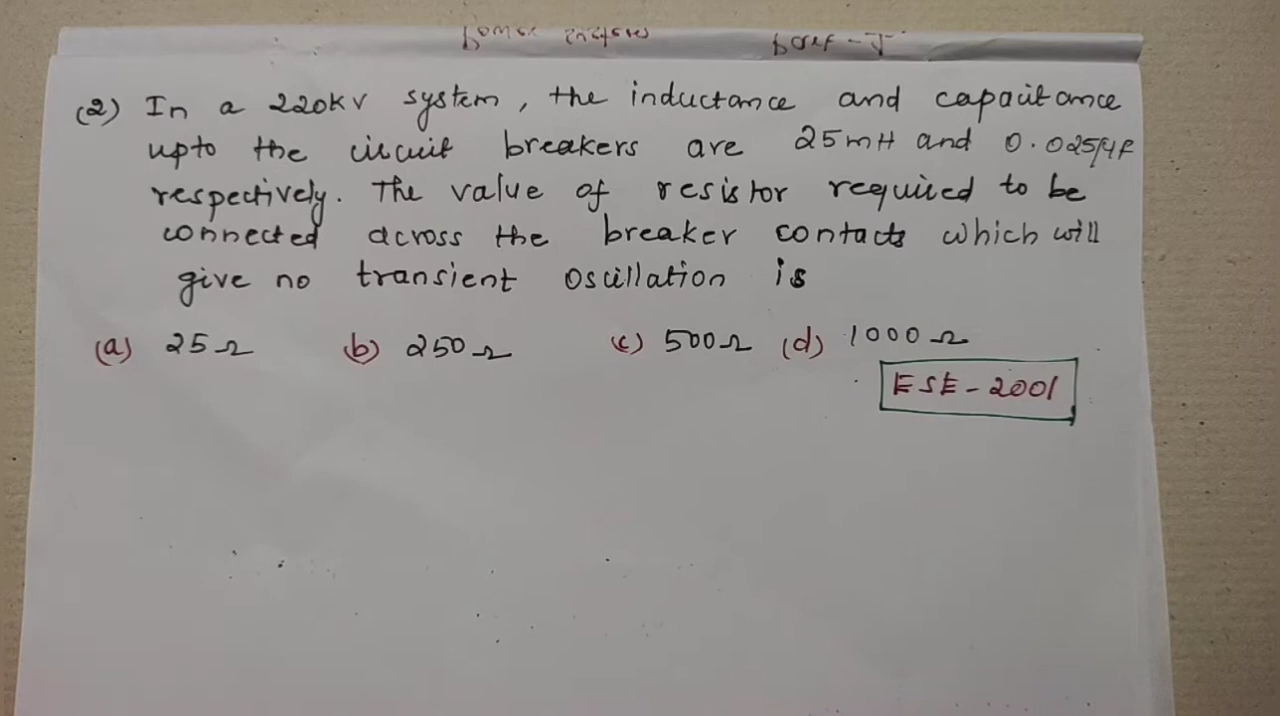 (2) In a 220KV system, the inductance and capacitance
upto the circuit breakers are 25mH and 0.025μF
respectively. The value of resistor required to be
connected across the breaker contacts which will
give no transient oscillation is
(a) 25Ω (b) 250Ω (c) 500Ω (d) 1000Ω
ESE-2001